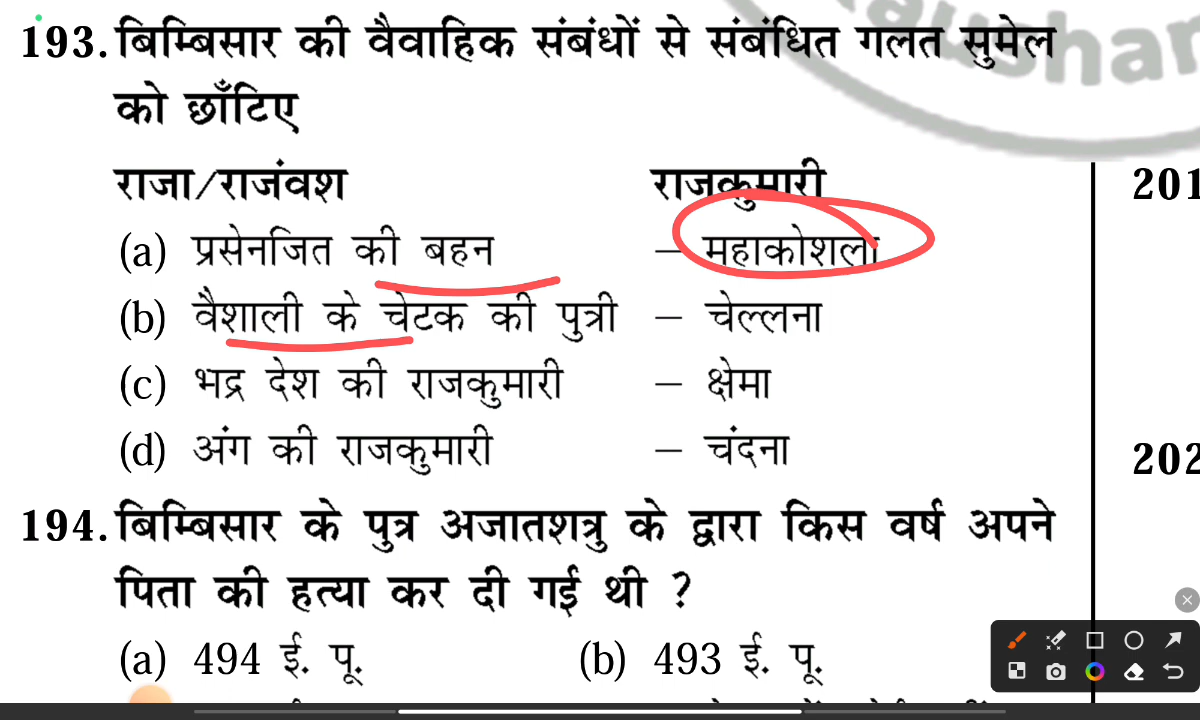 193. बिम्बिसार की वैवाहिक संबंधों से संबंधित गलत सुमेल
को छाँटिए
राजा/राजंवश राजकुमारी
(a) प्रसेनजित की बहन – महाकोशला
(b) वैशाली के चेटक की पुत्री – चेल्लना
(c) भद्र देश की राजकुमारी – क्षेमा
(d) अंग की राजकुमारी – चंदना
194. बिम्बिसार के पुत्र अजातशत्रु के द्वारा किस वर्ष अपने
पिता की हत्या कर दी गई थी ?
(a) 494 ई. पू. (b) 493 ई. पू.
201
202